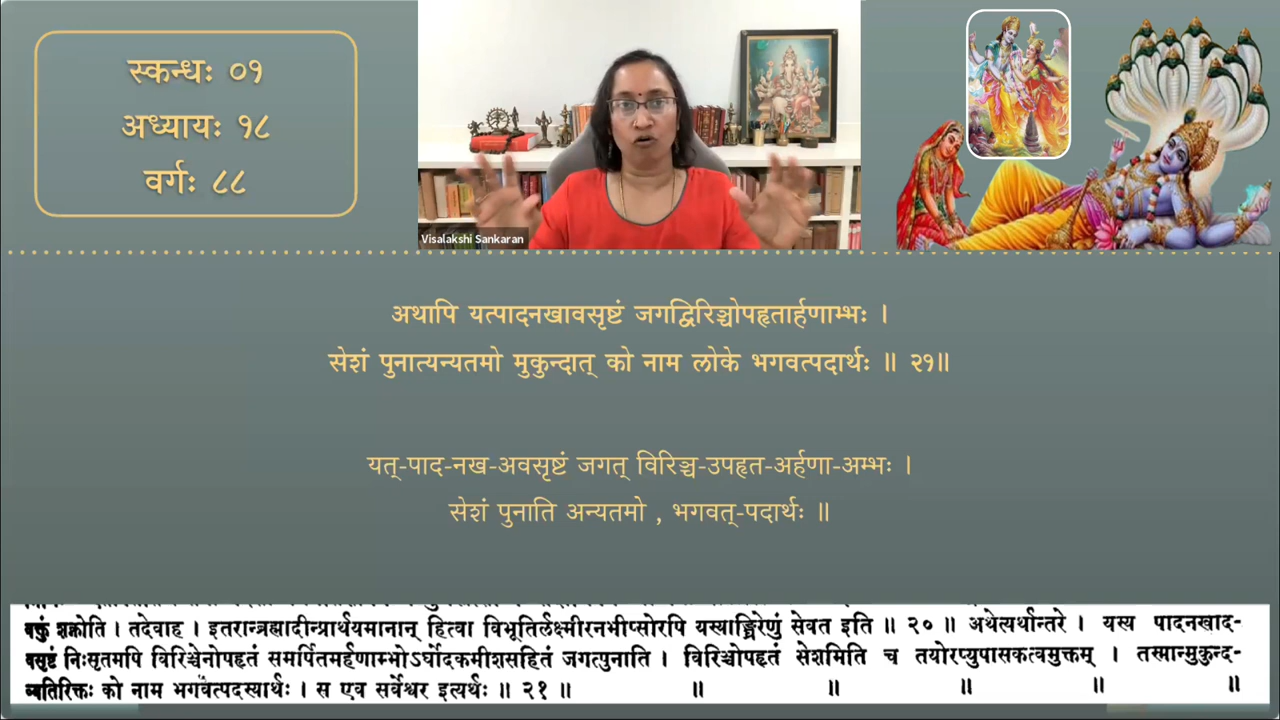 स्कन्धः ०१
अध्यायः १८
वर्गः ८८
Visalakshi Sankaran
अथापि यत्पादनखावसृष्टं जगद्विरिञ्चोपहृतार्हणाम्भः ।
सेशं पुनात्यन्यतमो मुकुन्दात् को नाम लोके भगवत्पदार्थः ॥ २१॥
यत्-पाद-नख-अवसृष्टं जगत् विरिञ्च-उपहृत-अर्हणा-अम्भः ।
सेशं पुनाति अन्यतमो , भगवत्-पदार्थः ॥
वक्तुं शक्नोति । तदेवाह । इतरान्ब्रह्मादीन्प्रार्थयमानान् हित्वा विभूतिर्लक्ष्मीरनभीप्सोरपि यस्याङ्घ्रिरेणुं सेवत इति ॥ २० ॥ अथेत्यर्थान्तरे । यस्य पादनखाद-
वसृष्टं निःसृतमपि विरिञ्चेनोपहृतं समर्पितमर्हणाम्भोऽर्घोदकमीशसहितं जगत्पुनाति । विरिञ्चोपहृतं सेशमिति च तयोरप्युपासकत्वमुक्तम् । तस्मान्मुकुन्द-
व्यतिरिक्तः को नाम भगवत्पदस्यार्थः । स एव सर्वेश्वर इत्यर्थः ॥ २१ ॥ ॥ ॥ ॥ ॥ ॥